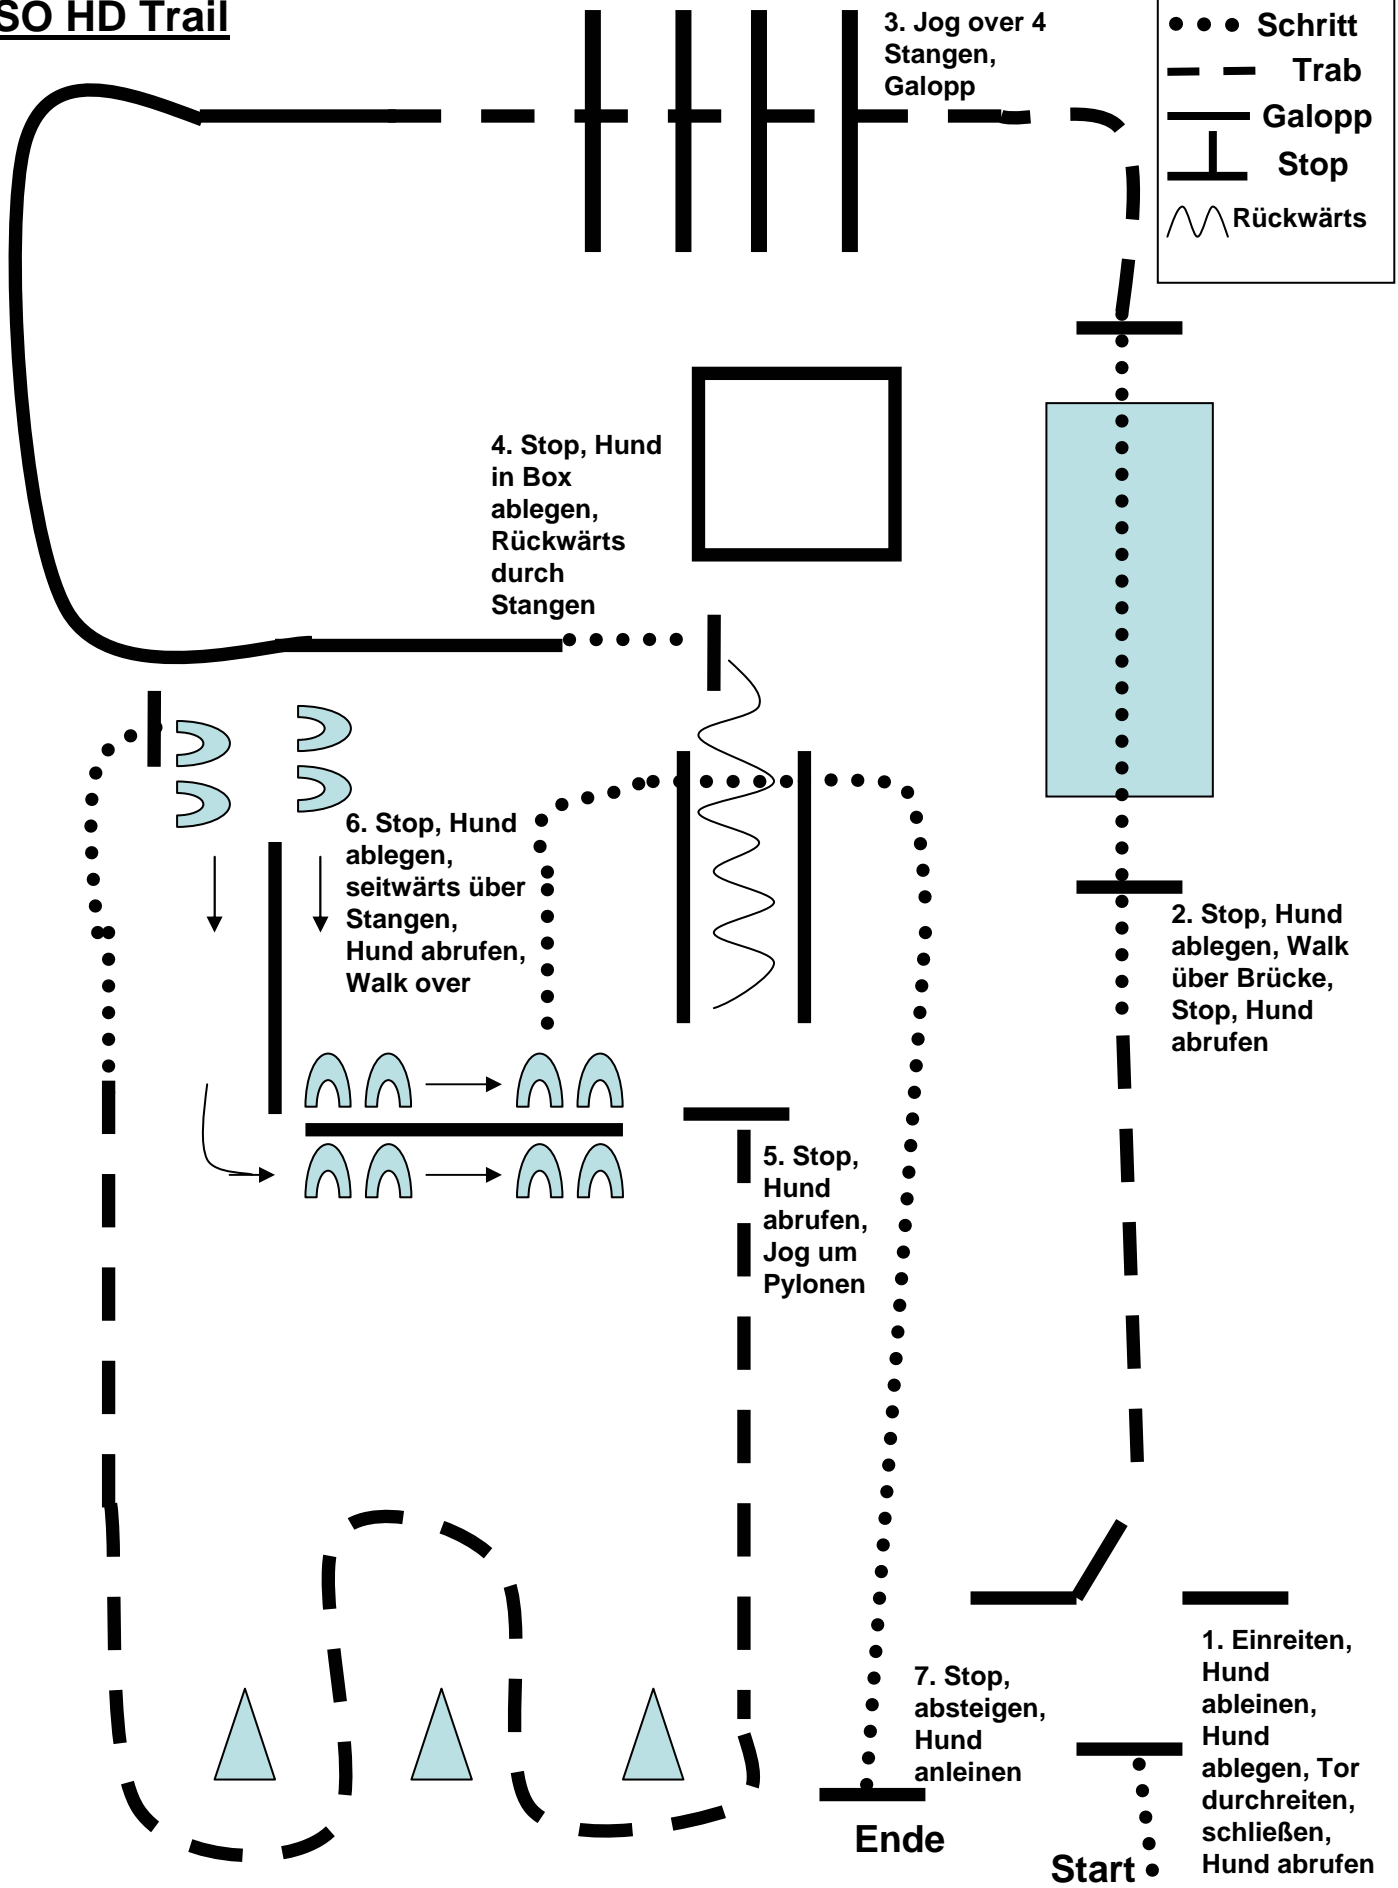 SO HD Trail
3. Jog over 4
Stangen,
Galopp
Schritt
Trab
Galopp
Stop
Rückwärts
4. Stop, Hund
in Box
ablegen,
Rückwärts
durch
Stangen
6. Stop, Hund
ablegen,
seitwärts über
Stangen,
Hund abrufen,
Walk over
2. Stop, Hund
ablegen, Walk
über Brücke,
Stop, Hund
abrufen
5. Stop,
Hund
abrufen,
Jog um
Pylonen
7. Stop,
absteigen,
Hund
anleinen
Ende
1. Einreiten,
Hund
ableinen,
Hund
ablegen, Tor
durchreiten,
schließen,
Hund abrufen
Start